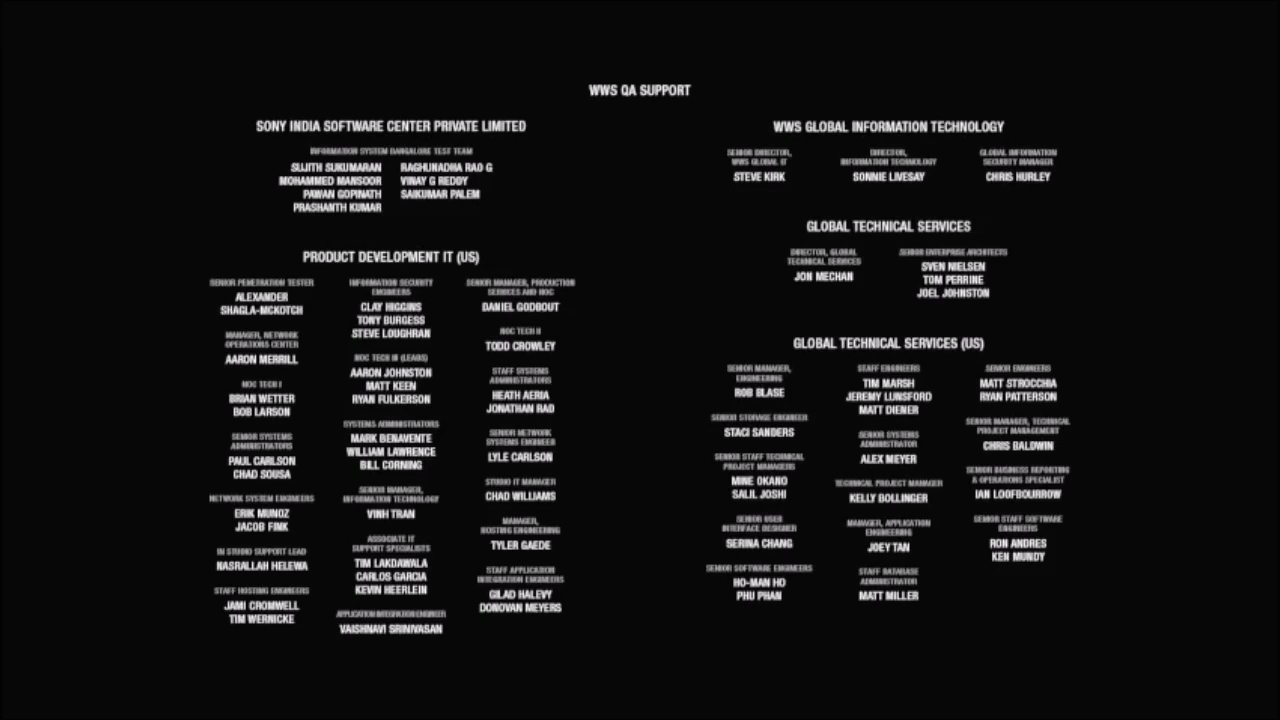 WWS QA SUPPORT
SONY INDIA SOFTWARE CENTER PRIVATE LIMITED
INFORMATION SYSTEM BANGALORE TEST TEAM
SUJITH SUKUMARAN RAGHUNADHA RAO G
MOHAMMED MANSOOR VINAY G REDDY
PAWAN GOPINATH SAIKUMAR PALEM
PRASHANTH KUMAR
PRODUCT DEVELOPMENT IT (US)
SENIOR PENETRATION TESTER
ALEXANDER
SHAGLA-MCKOTCH
MANAGER, NETWORK
OPERATIONS CENTER
AARON MERRILL
NOC TECH I
BRIAN WETTER
BOB LARSON
SENIOR SYSTEMS
ADMINISTRATORS
PAUL CARLSON
CHAD SOUSA
NETWORK SYSTEM ENGINEERS
ERIK MUNOZ
JACOB FINK
IN STUDIO SUPPORT LEAD
NASRALLAH HELEWA
STAFF HOSTING ENGINEERS
JAMI CROMWELL
TIM WERNICKE
INFORMATION SECURITY
ENGINEERS
CLAY HIGGINS
TONY BURGESS
STEVE LOUGHRAN
NOC TECH III (LEADS)
AARON JOHNSTON
MATT KEEN
RYAN FULKERSON
SYSTEMS ADMINISTRATORS
MARK BENAVENTE
WILLIAM LAWRENCE
BILL CORNING
SENIOR MANAGER,
INFORMATION TECHNOLOGY
VINH TRAN
ASSOCIATE IT
SUPPORT SPECIALISTS
TIM LAKDAWALA
CARLOS GARCIA
KEVIN HEERLEIN
APPLICATION INTEGRATION ENGINEER
VAISHNAVI SRINIVASAN
SENIOR MANAGER, PRODUCTION
SERVICES AND NOC
DANIEL GODBOUT
NOC TECH II
TODD CROWLEY
STAFF SYSTEMS
ADMINISTRATORS
HEATH AERIA
JONATHAN RAD
SENIOR NETWORK
SYSTEMS ENGINEER
LYLE CARLSON
STUDIO IT MANAGER
CHAD WILLIAMS
MANAGER,
HOSTING ENGINEERING
TYLER GAEDE
STAFF APPLICATION
INTEGRATION ENGINEERS
GILAD HALEVY
DONOVAN MEYERS
WWS GLOBAL INFORMATION TECHNOLOGY
SENIOR DIRECTOR,
WWS GLOBAL IT
STEVE KIRK
DIRECTOR,
INFORMATION TECHNOLOGY
SONNIE LIVESAY
GLOBAL INFORMATION
SECURITY MANAGER
CHRIS HURLEY
GLOBAL TECHNICAL SERVICES
DIRECTOR, GLOBAL
TECHNICAL SERVICES
JON MECHAN
SENIOR ENTERPRISE ARCHITECTS
SVEN NIELSEN
TOM PERRINE
JOEL JOHNSTON
GLOBAL TECHNICAL SERVICES (US)
SENIOR MANAGER,
ENGINEERING
ROB BLASE
SENIOR STORAGE ENGINEER
STACI SANDERS
SENIOR STAFF TECHNICAL
PROJECT MANAGERS
MINE OKANO
SALIL JOSHI
SENIOR USER
INTERFACE DESIGNER
SERINA CHANG
SENIOR SOFTWARE ENGINEERS
HO-MAN HO
PHU PHAN
STAFF ENGINEERS
TIM MARSH
JEREMY LUNSFORD
MATT DIENER
SENIOR SYSTEMS
ADMINISTRATOR
ALEX MEYER
TECHNICAL PROJECT MANAGER
KELLY BOLLINGER
MANAGER, APPLICATION
ENGINEERING
JOEY TAN
STAFF DATABASE
ADMINISTRATOR
MATT MILLER
SENIOR ENGINEERS
MATT STROCCHIA
RYAN PATTERSON
SENIOR MANAGER, TECHNICAL
PROJECT MANAGEMENT
CHRIS BALDWIN
SENIOR BUSINESS REPORTING
& OPERATIONS SPECIALIST
IAN LOOFBOURROW
SENIOR STAFF SOFTWARE
ENGINEERS
RON ANDRES
KEN MUNDY